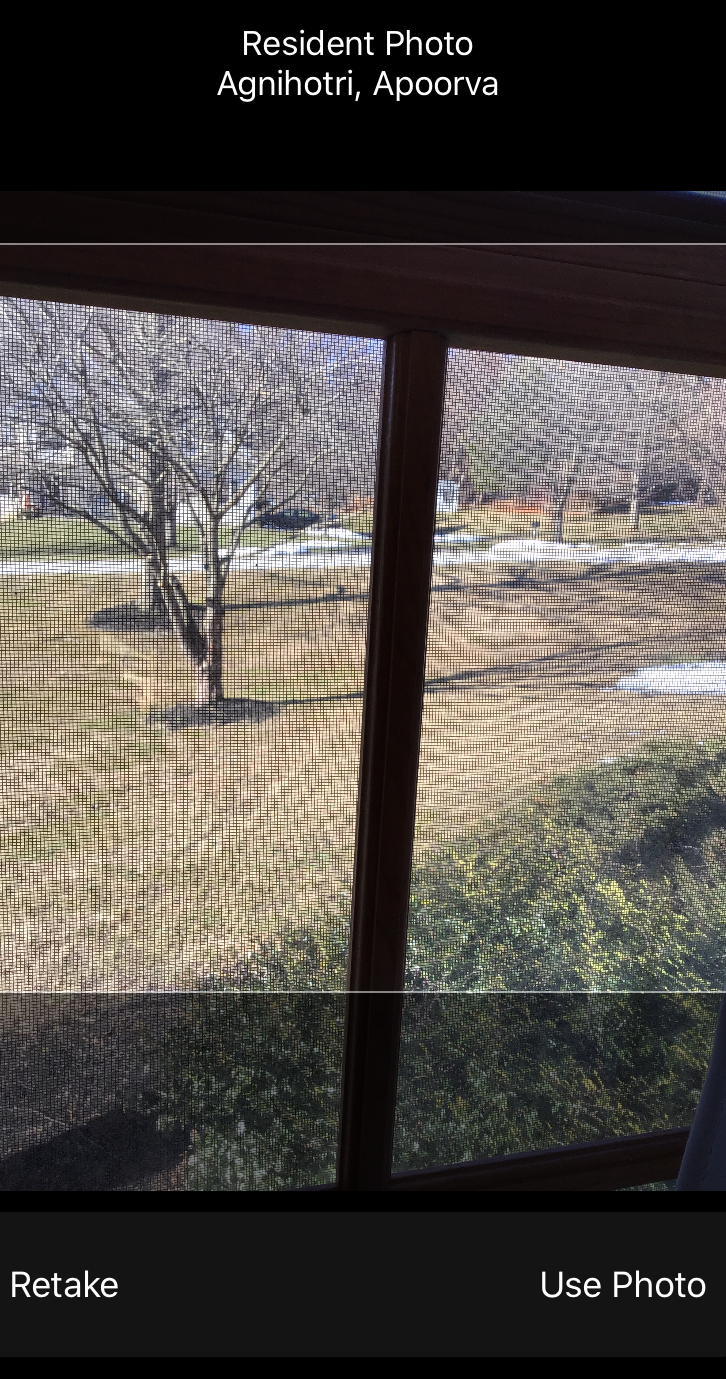 Resident Photo
Agnihotri, Apoorva
Retake
Use Photo